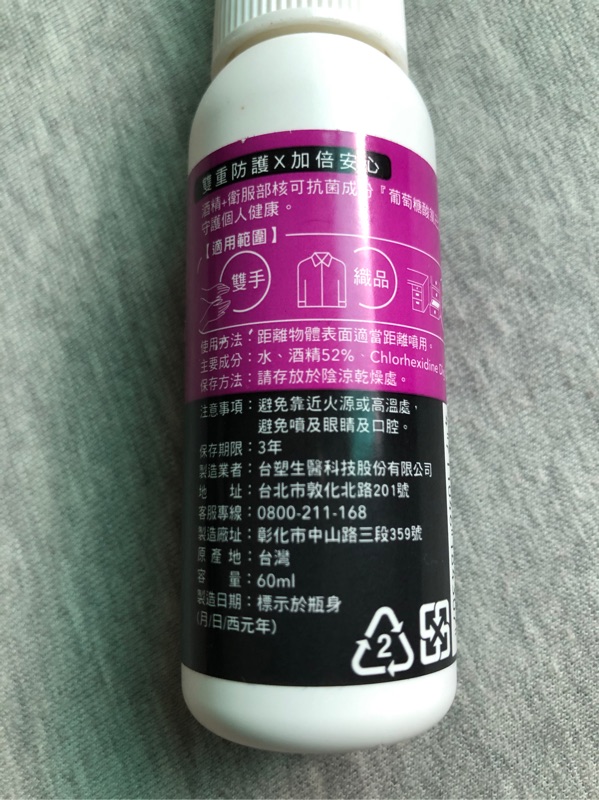 雙重防護X加倍安心
酒精+衛服部核可抗菌成分『葡萄糖酸
守護個人健康。
【適用範圍】
雙手
織品
使用方法：距離物體表面適當距離噴用。
主要成分：水、酒精52%、Chlorhexidine
保存方法：請存放於陰涼乾燥處。
注意事項：避免靠近火源或高溫處，
避免噴及眼睛及口腔。
保存期限：3年
製造業者：台塑生醫科技股份有限公司
地　　址：台北市敦化北路201號
客服專線：0800-211-168
製造廠址：彰化市中山路三段359號
原 產 地：台灣
容　　量：60ml
製造日期：標示於瓶身
(月/日/西元年)
2